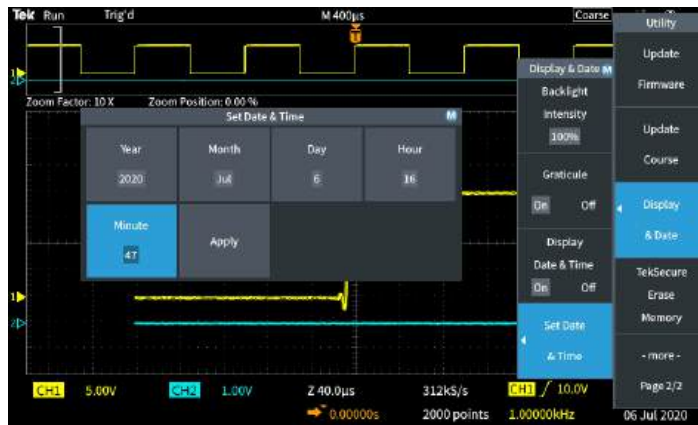 Tek Run Trig'd M 400µs Coarse
Utility
Update
Firmware
Update
Course
Display
& Date
TekSecure
Erase
Memory
- more -
Page 2/2
Display & Date M
Backlight
Intensity
100%
Graticule
On Off
Display
Date & Time
On Off
Set Date
& Time
T
1
2
Zoom Factor: 10 X Zoom Position: 0.00 %
Set Date & Time M
Year Month Day Hour
2020 Jul 6 16
Minute
47
Apply
1
2
CH1 5.00V CH2 1.00V Z 40.0µs 312kS/s CH1 10.0V
0.00000s 2000 points 1.00000kHz 06 Jul 2020